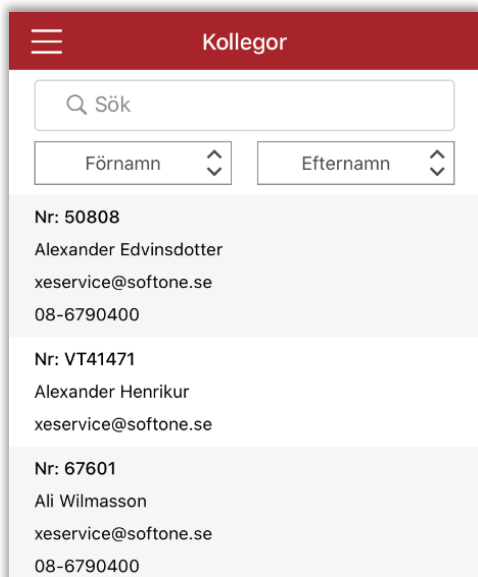 Kollegor
Sök
Förnamn Efternamn
Nr: 50808
Alexander Edvinsdotter
xeservice@softone.se
08-6790400
Nr: VT41471
Alexander Henrikur
xeservice@softone.se
Nr: 67601
Ali Wilmasson
xeservice@softone.se
08-6790400